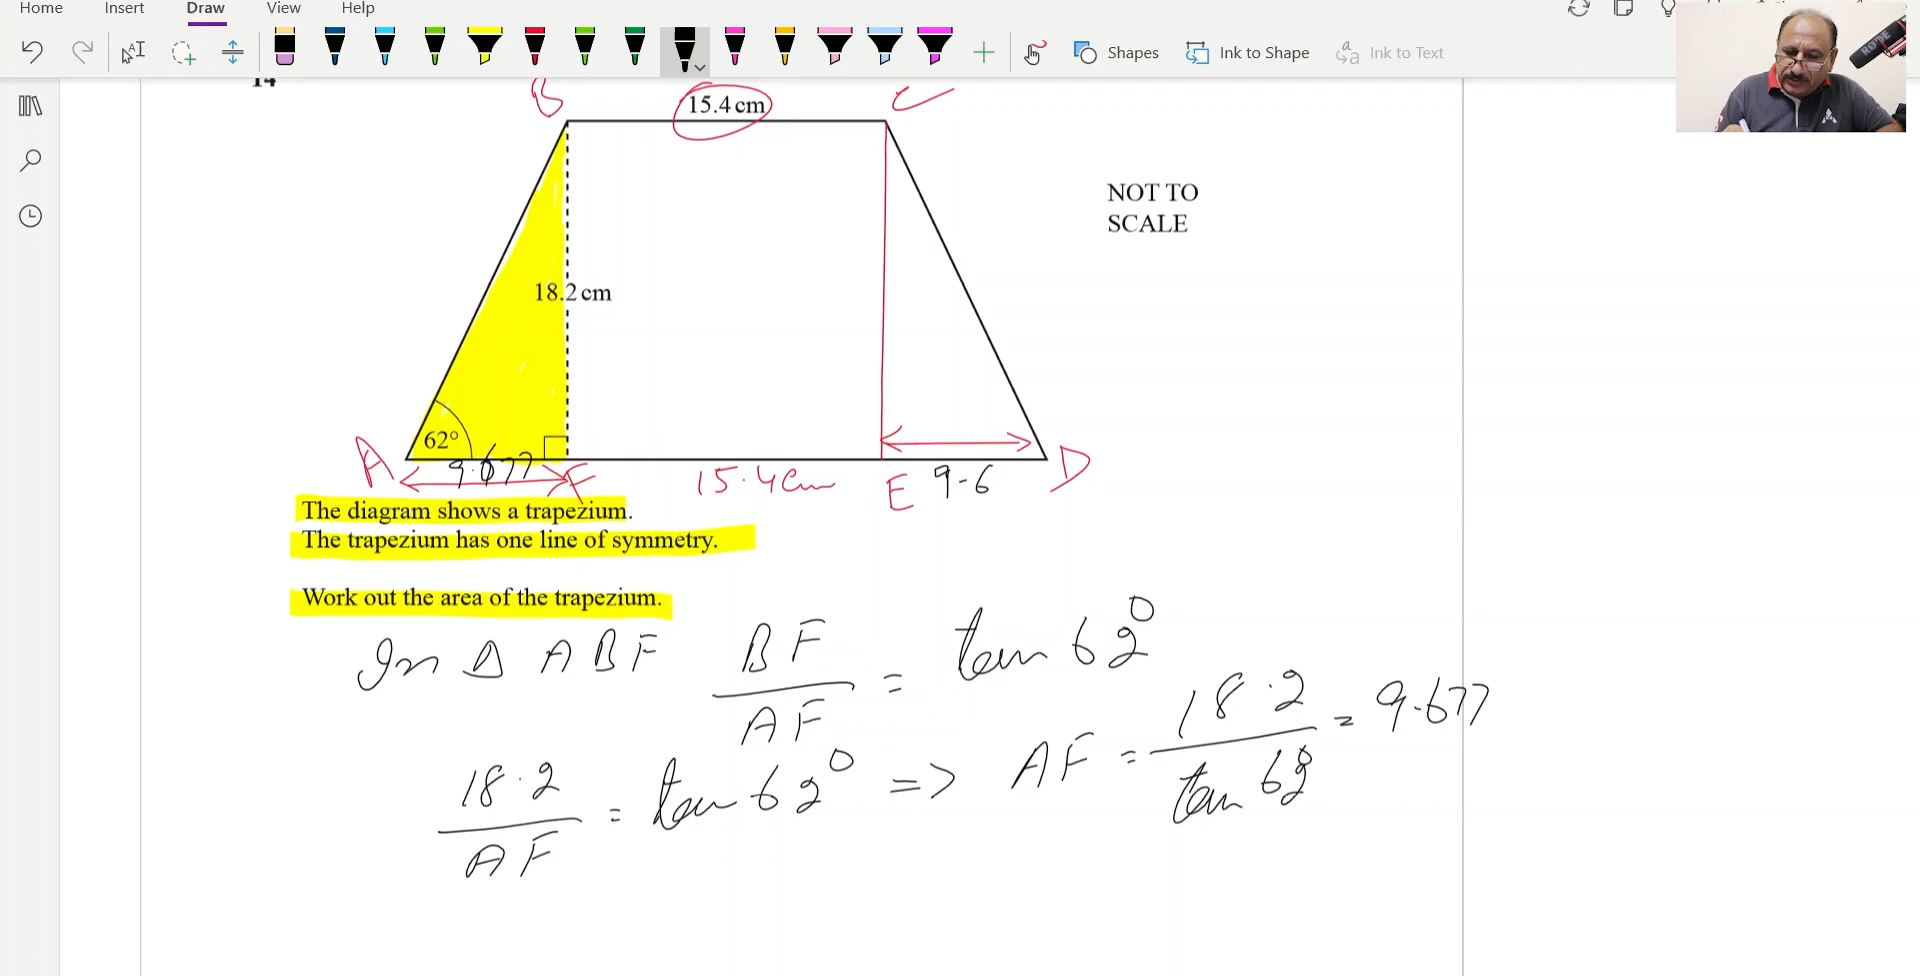 Home Insert Draw View Help
Shapes Ink to Shape Ink to Text
14
B 15.4 cm C
NOT TO
SCALE
RØDE
18.2 cm
62°
A 9.677 F 15.4cm E 9.6 D
The diagram shows a trapezium.
The trapezium has one line of symmetry.
Work out the area of the trapezium.
In Δ ABF BF/AF = tan 62°
18.2/AF = tan 62° => AF = 18.2/tan 62° = 9.677